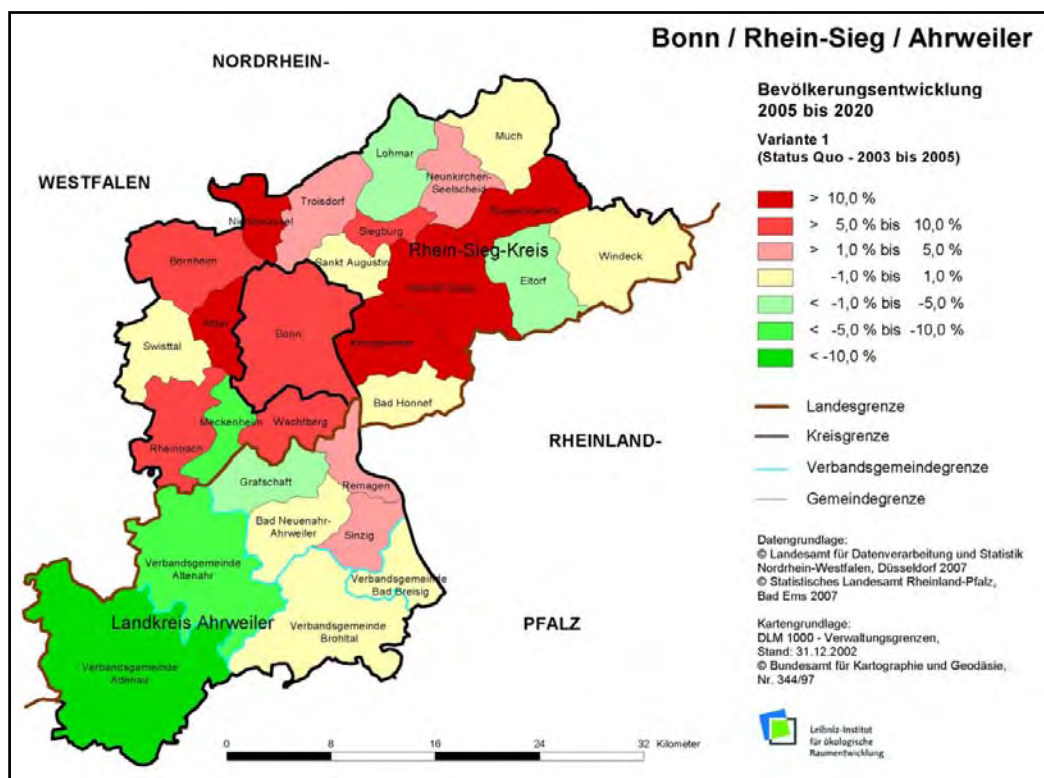 Bonn / Rhein-Sieg / Ahrweiler
NORDRHEIN-
WESTFALEN
RHEINLAND-
PFALZ
Much
Lohmar
Neunkirchen-
Seelscheid
Troisdorf
Siegburg
Rhein-Sieg-Kreis
Sankt Augustin
Windeck
Eitorf
Bornheim
Bonn
Swisttal
Bad Honnef
Meckenheim
Wachtberg
Rheinbach
Grafschaft
Remagen
Bad Neuenahr-
Ahrweiler
Sinzig
Verbandsgemeinde
Altenahr
Verbandsgemeinde
Bad Breisig
Landkreis Ahrweiler
Verbandsgemeinde
Brohltal
Verbandsgemeinde
Adenau
0 8 16 24 32 Kilometer
Bevölkerungsentwicklung
2005 bis 2020
Variante 1
(Status Quo - 2003 bis 2005)
> 10,0 %
> 5,0 % bis 10,0 %
> 1,0 % bis 5,0 %
-1,0 % bis 1,0 %
< -1,0 % bis -5,0 %
< -5,0 % bis -10,0 %
< -10,0 %
Landesgrenze
Kreisgrenze
Verbandsgemeindegrenze
Gemeindegrenze
Datengrundlage:
© Landesamt für Datenverarbeitung und Statistik
Nordrhein-Westfalen, Düsseldorf 2007
© Statistisches Landesamt Rheinland-Pfalz,
Bad Ems 2007
Kartengrundlage:
DLM 1000 - Verwaltungsgrenzen,
Stand: 31.12.2002
© Bundesamt für Kartographie und Geodäsie,
Nr. 344/97
Leibniz-Institut
für ökologische
Raumentwicklung